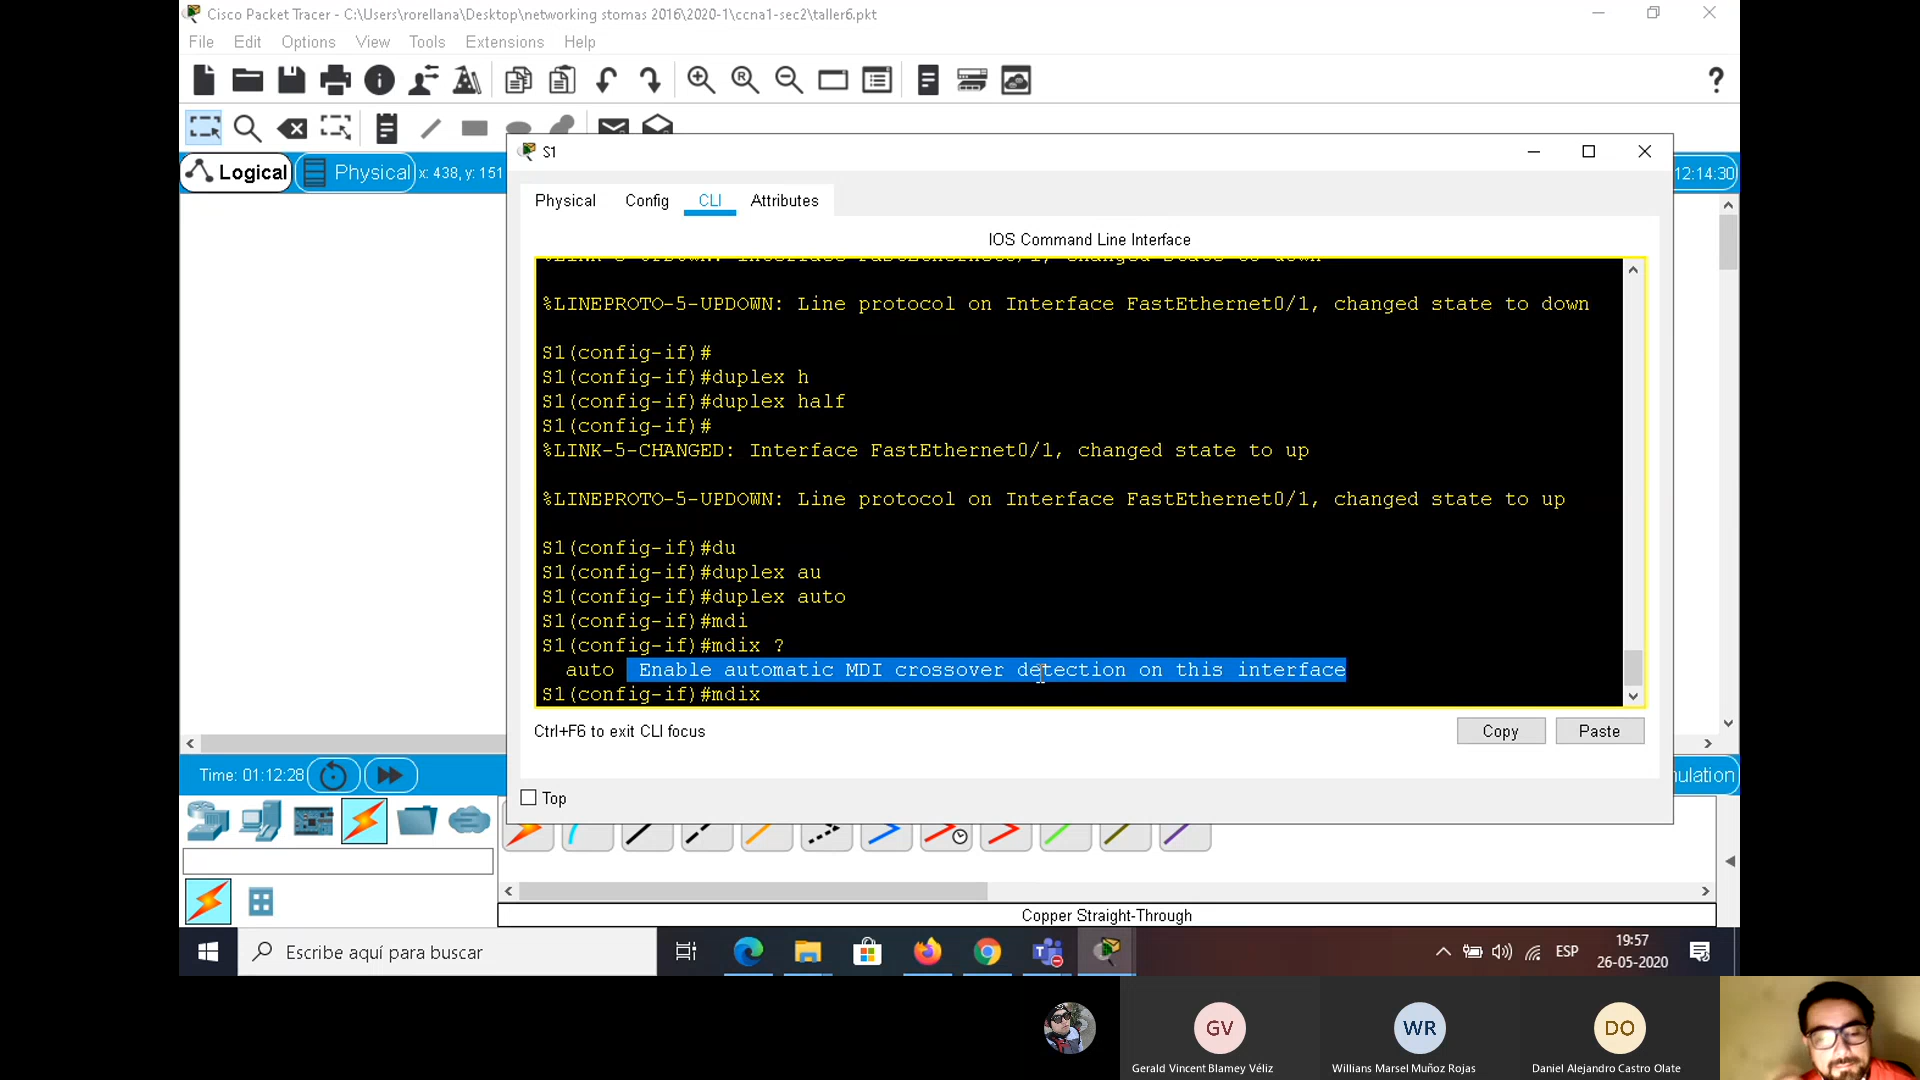 Cisco Packet Tracer - C:\Users\rorellana\Desktop\networking stomas 2016\2020-1\ccna1-sec2\taller6.pkt
File Edit Options View Tools Extensions Help
?
Logical Physical x: 438, y: 151 12:14:30
S1
Physical Config CLI Attributes
IOS Command Line Interface
%LINEPROTO-5-UPDOWN: Line protocol on Interface FastEthernet0/1, changed state to down
S1(config-if)#
S1(config-if)#duplex h
S1(config-if)#duplex half
S1(config-if)#
%LINK-5-CHANGED: Interface FastEthernet0/1, changed state to up
%LINEPROTO-5-UPDOWN: Line protocol on Interface FastEthernet0/1, changed state to up
S1(config-if)#du
S1(config-if)#duplex au
S1(config-if)#duplex auto
S1(config-if)#mdi
S1(config-if)#mdix ?
auto Enable automatic MDI crossover detection on this interface
S1(config-if)#mdix
Ctrl+F6 to exit CLI focus
Copy Paste
Time: 01:12:28
Top
Copper Straight-Through
Escribe aquí para buscar
ESP
19:57
26-05-2020
GV WR DO
Gerald Vincent Blamey Véliz Willians Marsel Muñoz Rojas Daniel Alejandro Castro Olate